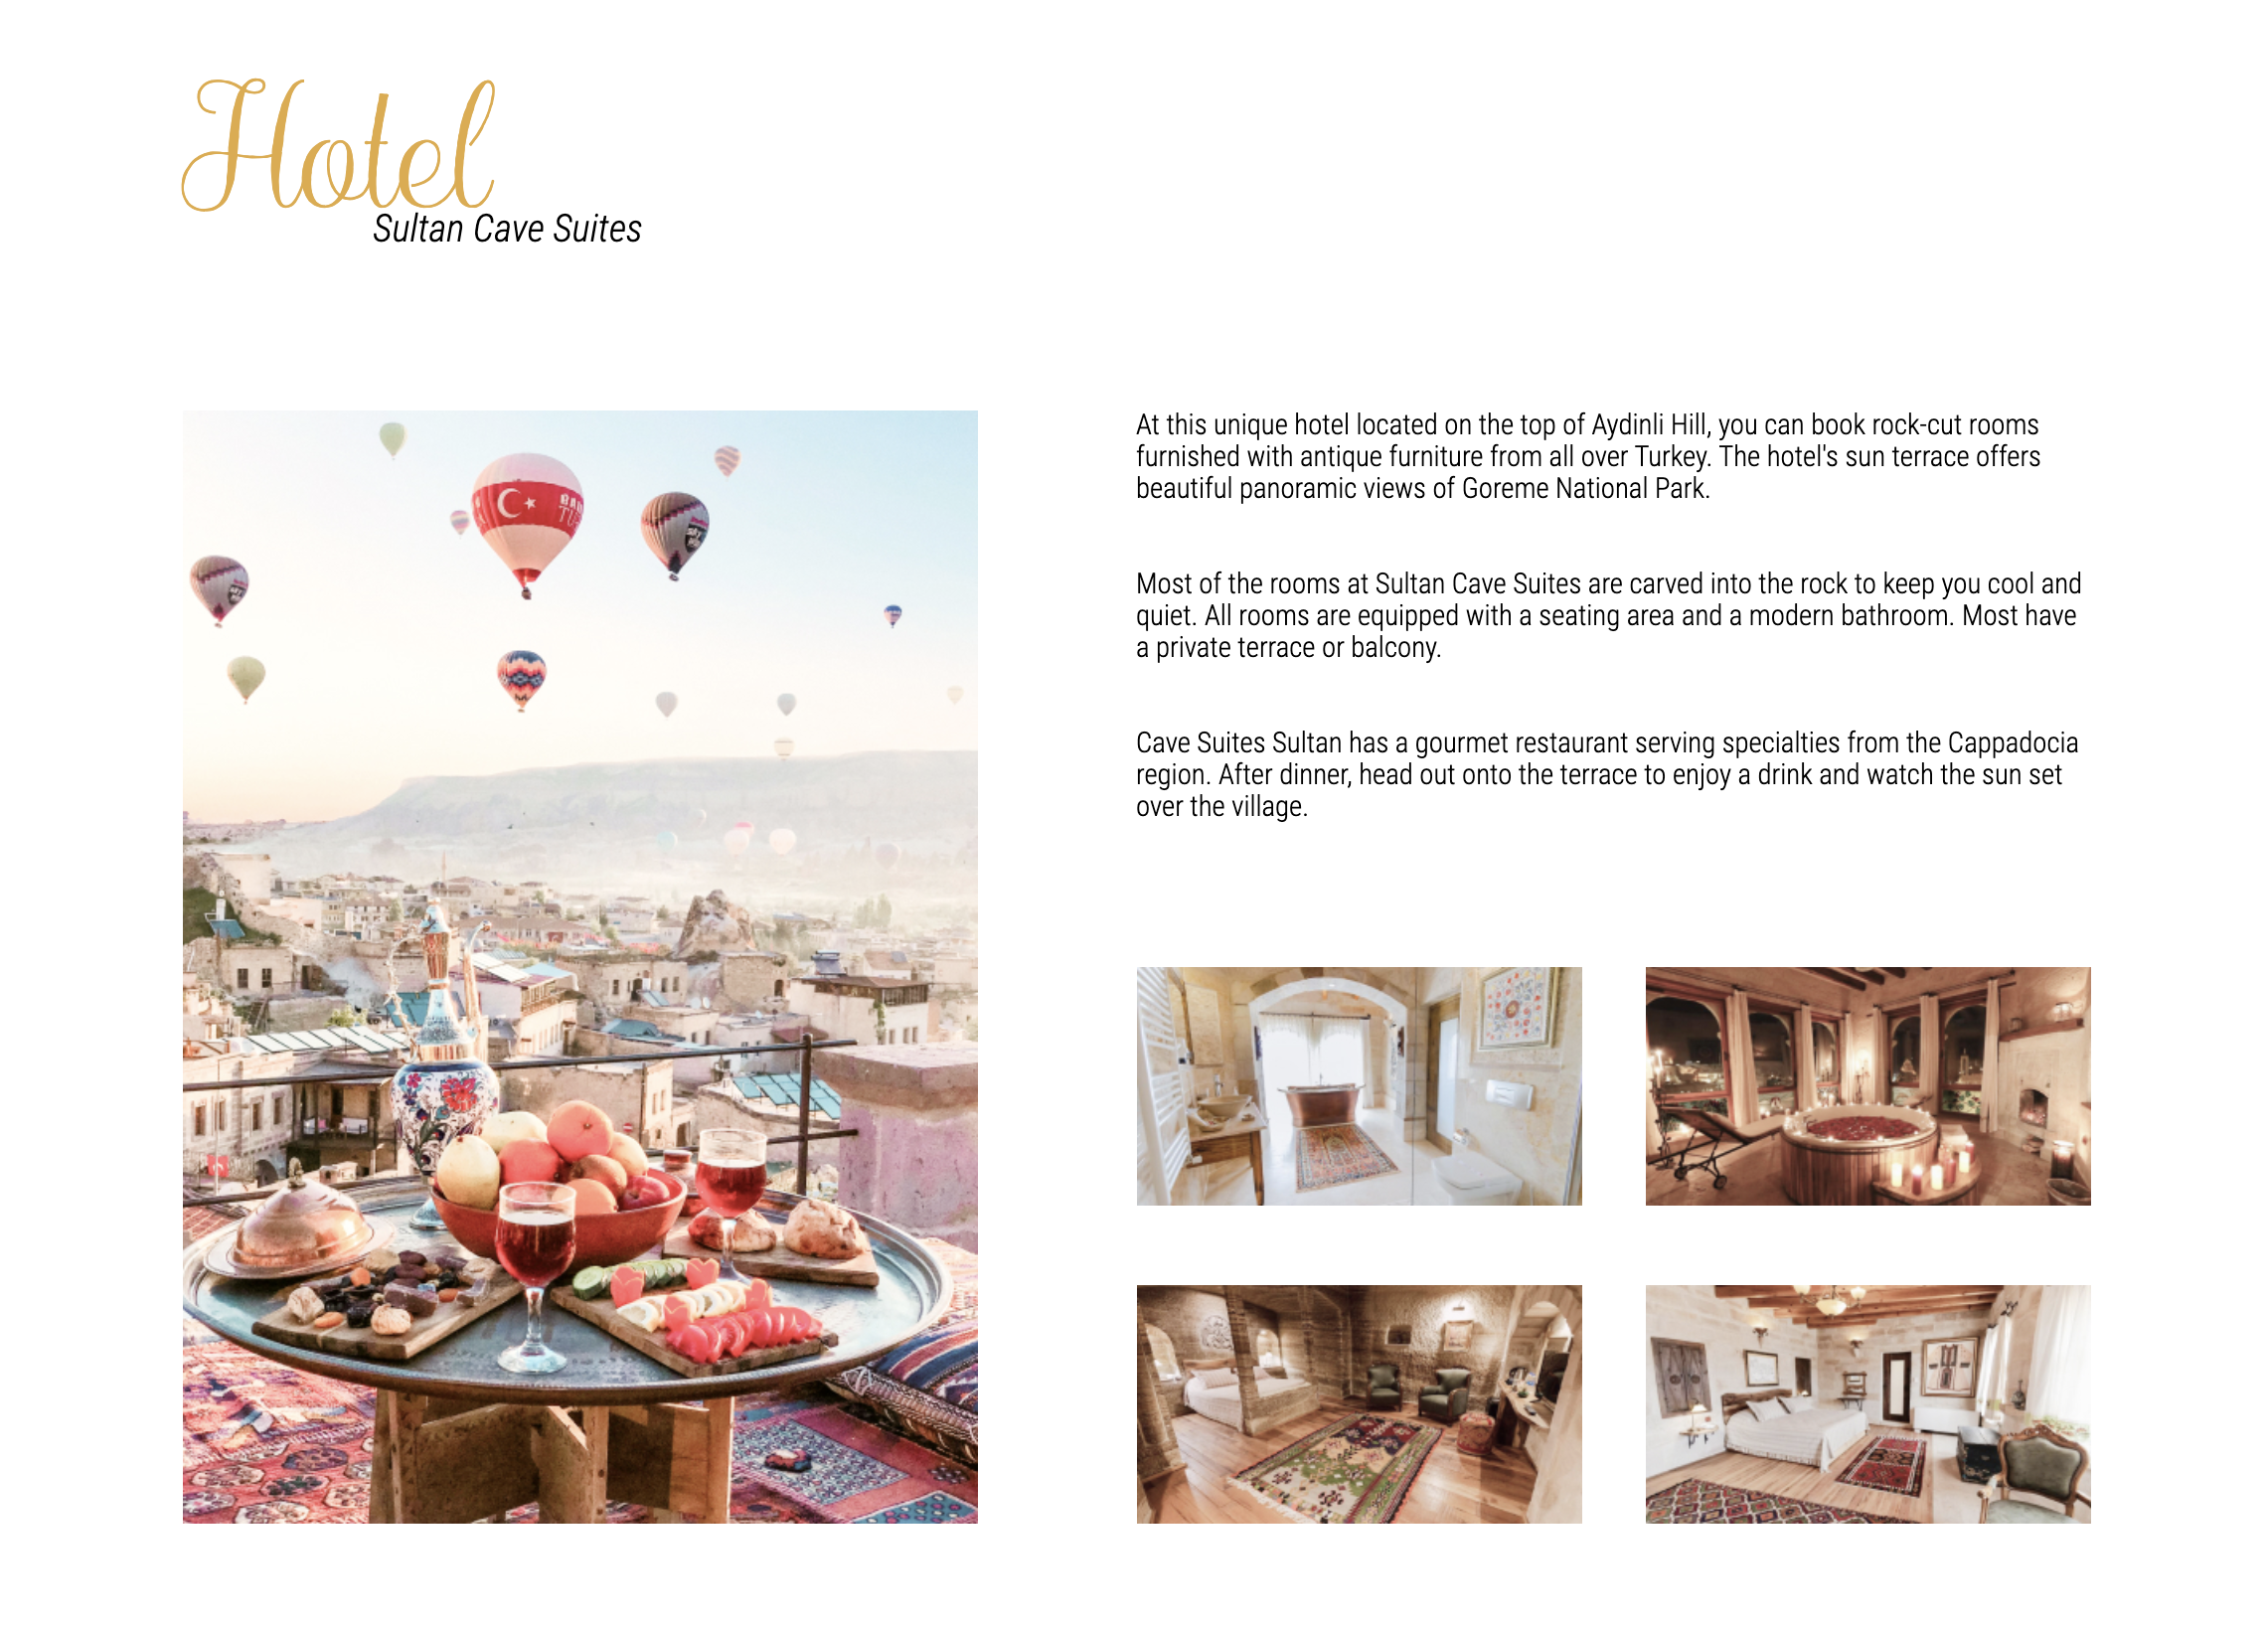 Hotel
Sultan Cave Suites
At this unique hotel located on the top of Aydinli Hill, you can book rock-cut rooms
furnished with antique furniture from all over Turkey. The hotel's sun terrace offers
beautiful panoramic views of Goreme National Park.
Most of the rooms at Sultan Cave Suites are carved into the rock to keep you cool and
quiet. All rooms are equipped with a seating area and a modern bathroom. Most have
a private terrace or balcony.
Cave Suites Sultan has a gourmet restaurant serving specialties from the Cappadocia
region. After dinner, head out onto the terrace to enjoy a drink and watch the sun set
over the village.